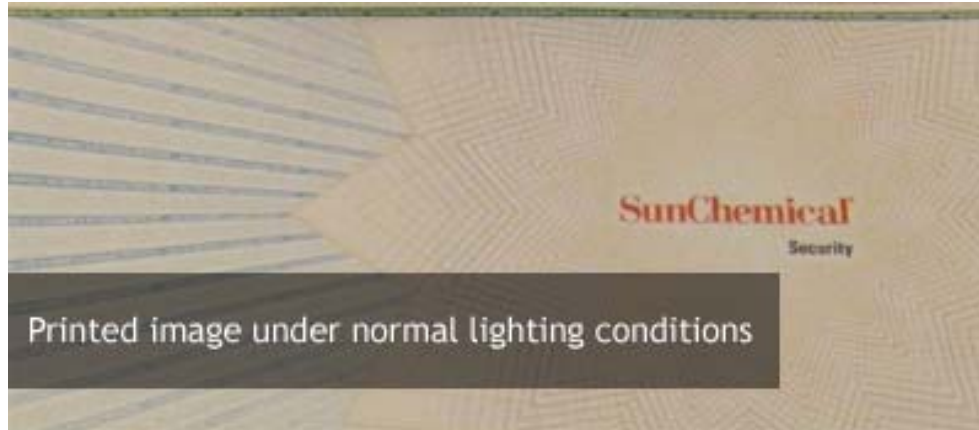 SunChemical
Security
Printed image under normal lighting conditions